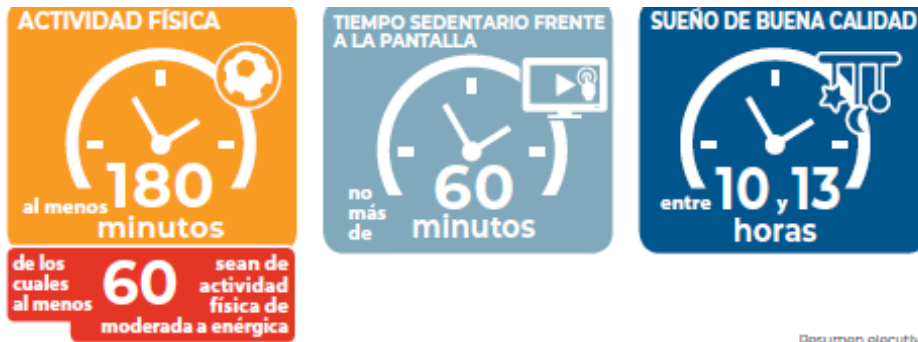 ACTIVIDAD FÍSICA
al menos 180
minutos
de los
cuales
al menos
60
sean de
actividad
física de
moderada a enérgica
TIEMPO SEDENTARIO FRENTE
A LA PANTALLA
no
más
de
60
minutos
SUEÑO DE BUENA CALIDAD
entre 10 y 13
horas
Resumen